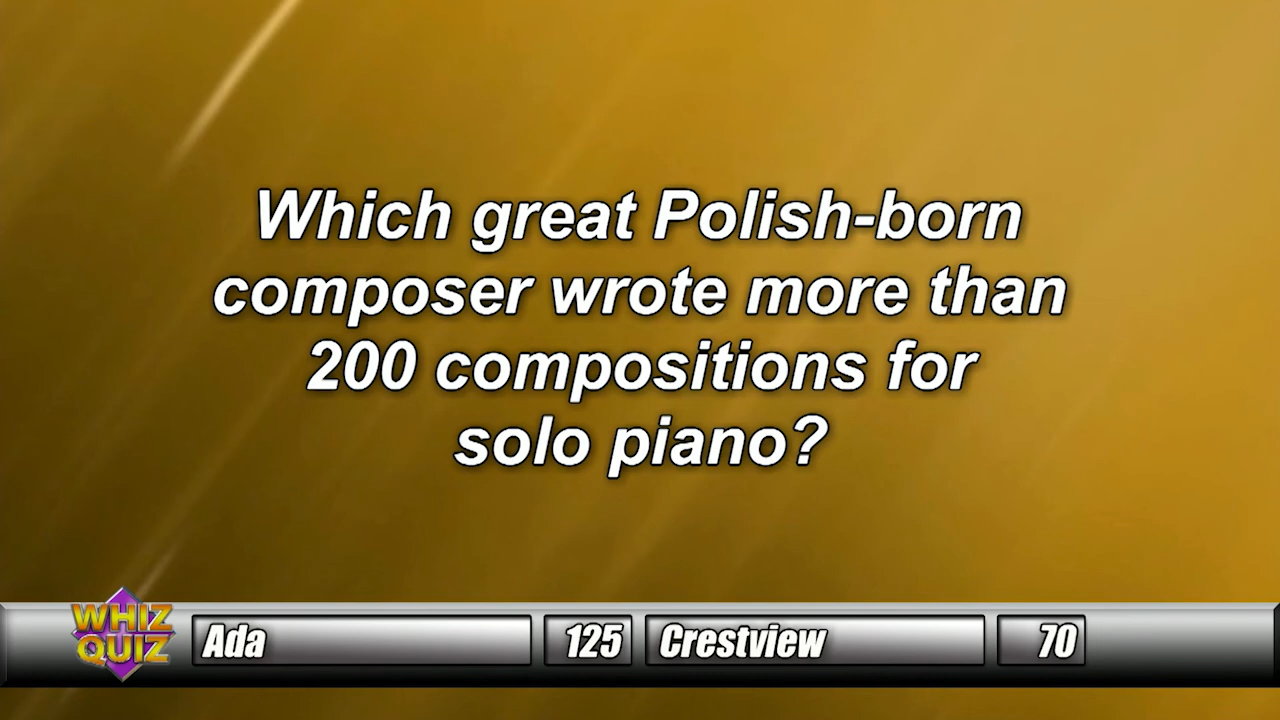 Which great Polish-born
composer wrote more than
200 compositions for
solo piano?
WHIZ
QUIZ
Ada
125
Crestview
70